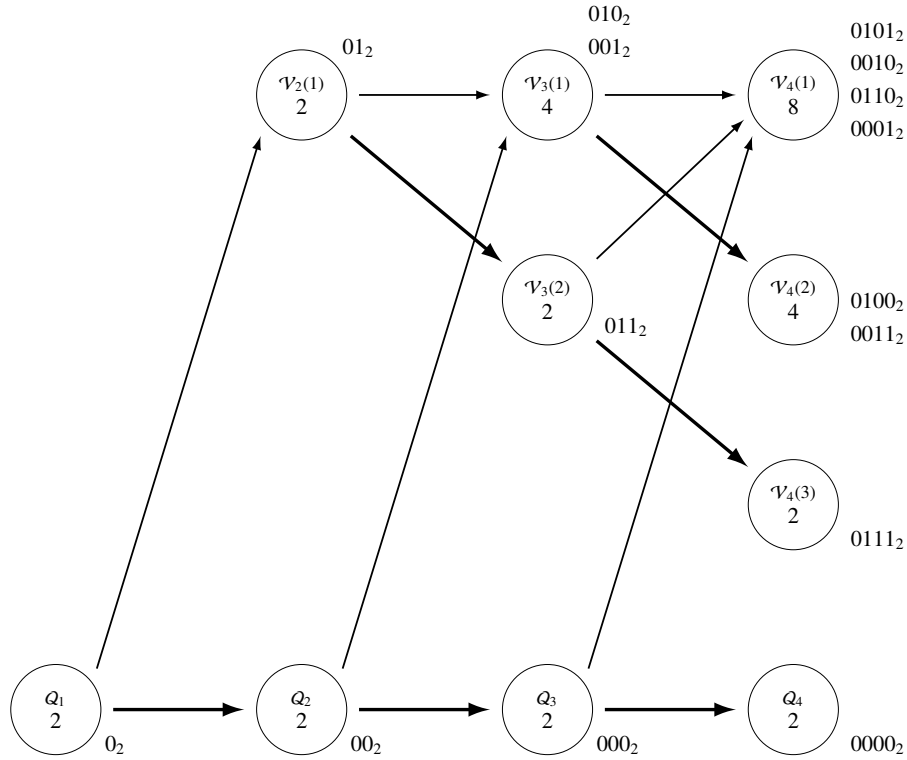 010₂
01₂
001₂
0101₂
0010₂
0110₂
0001₂
𝒱₂(1)
2
𝒱₃(1)
4
𝒱₄(1)
8
𝒱₃(2)
2
011₂
𝒱₄(2)
4
0100₂
0011₂
𝒱₄(3)
2
0111₂
𝒬₁
2
0₂
𝒬₂
2
00₂
𝒬₃
2
000₂
𝒬₄
2
0000₂